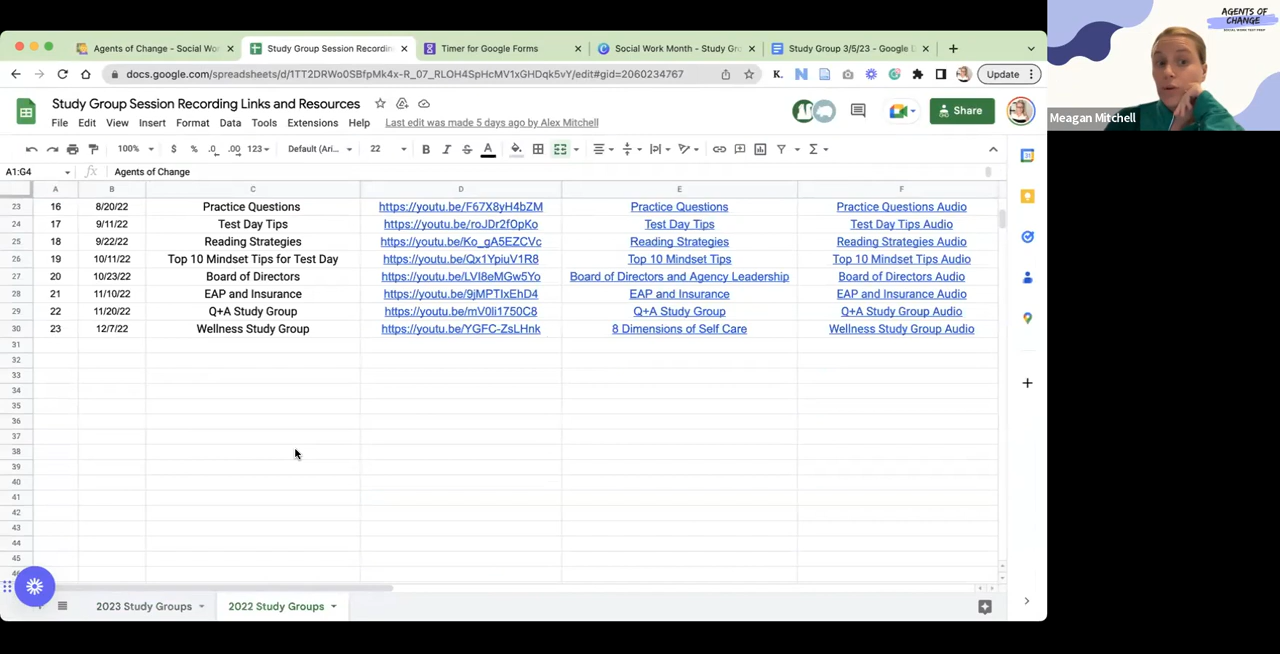 Agents of Change - Social Wor
Study Group Session Recordin
Timer for Google Forms
Social Work Month - Study Gr
Study Group 3/5/23 - Google D
docs.google.com/spreadsheets/d/1TT2DRWo0SBfpMk4x-R_07_RLOH4SpHcMV1xGHDqk5vY/edit#gid=2060234767
K.
Update
Study Group Session Recording Links and Resources
Share
File Edit View Insert Format Data Tools Extensions Help Last edit was made 5 days ago by Alex Mitchell
100% $ % .0 .00 123 Default (Ari... 22 B I S A
A1:G4 fx Agents of Change
A B C D E F
23 16 8/20/22 Practice Questions https://youtu.be/F67X8yH4bZM Practice Questions Practice Questions Audio
24 17 9/11/22 Test Day Tips https://youtu.be/roJDr2fOpKo Test Day Tips Test Day Tips Audio
25 18 9/22/22 Reading Strategies https://youtu.be/Ko_gA5EZCVc Reading Strategies Reading Strategies Audio
26 19 10/11/22 Top 10 Mindset Tips for Test Day https://youtu.be/Qx1YpiuV1R8 Top 10 Mindset Tips Top 10 Mindset Tips Audio
27 20 10/23/22 Board of Directors https://youtu.be/LVI8eMGw5Yo Board of Directors and Agency Leadership Board of Directors Audio
28 21 11/10/22 EAP and Insurance https://youtu.be/9jMPTIxEhD4 EAP and Insurance EAP and Insurance Audio
29 22 11/20/22 Q+A Study Group https://youtu.be/mV0li1750C8 Q+A Study Group Q+A Study Group Audio
30 23 12/7/22 Wellness Study Group https://youtu.be/YGFC-ZsLHnk 8 Dimensions of Self Care Wellness Study Group Audio
31
32
33
34
35
36
37
38
39
40
41
42
43
44
45
2023 Study Groups
2022 Study Groups
AGENTS OF
CHANGE
SOCIAL WORK TEST PREP
Meagan Mitchell